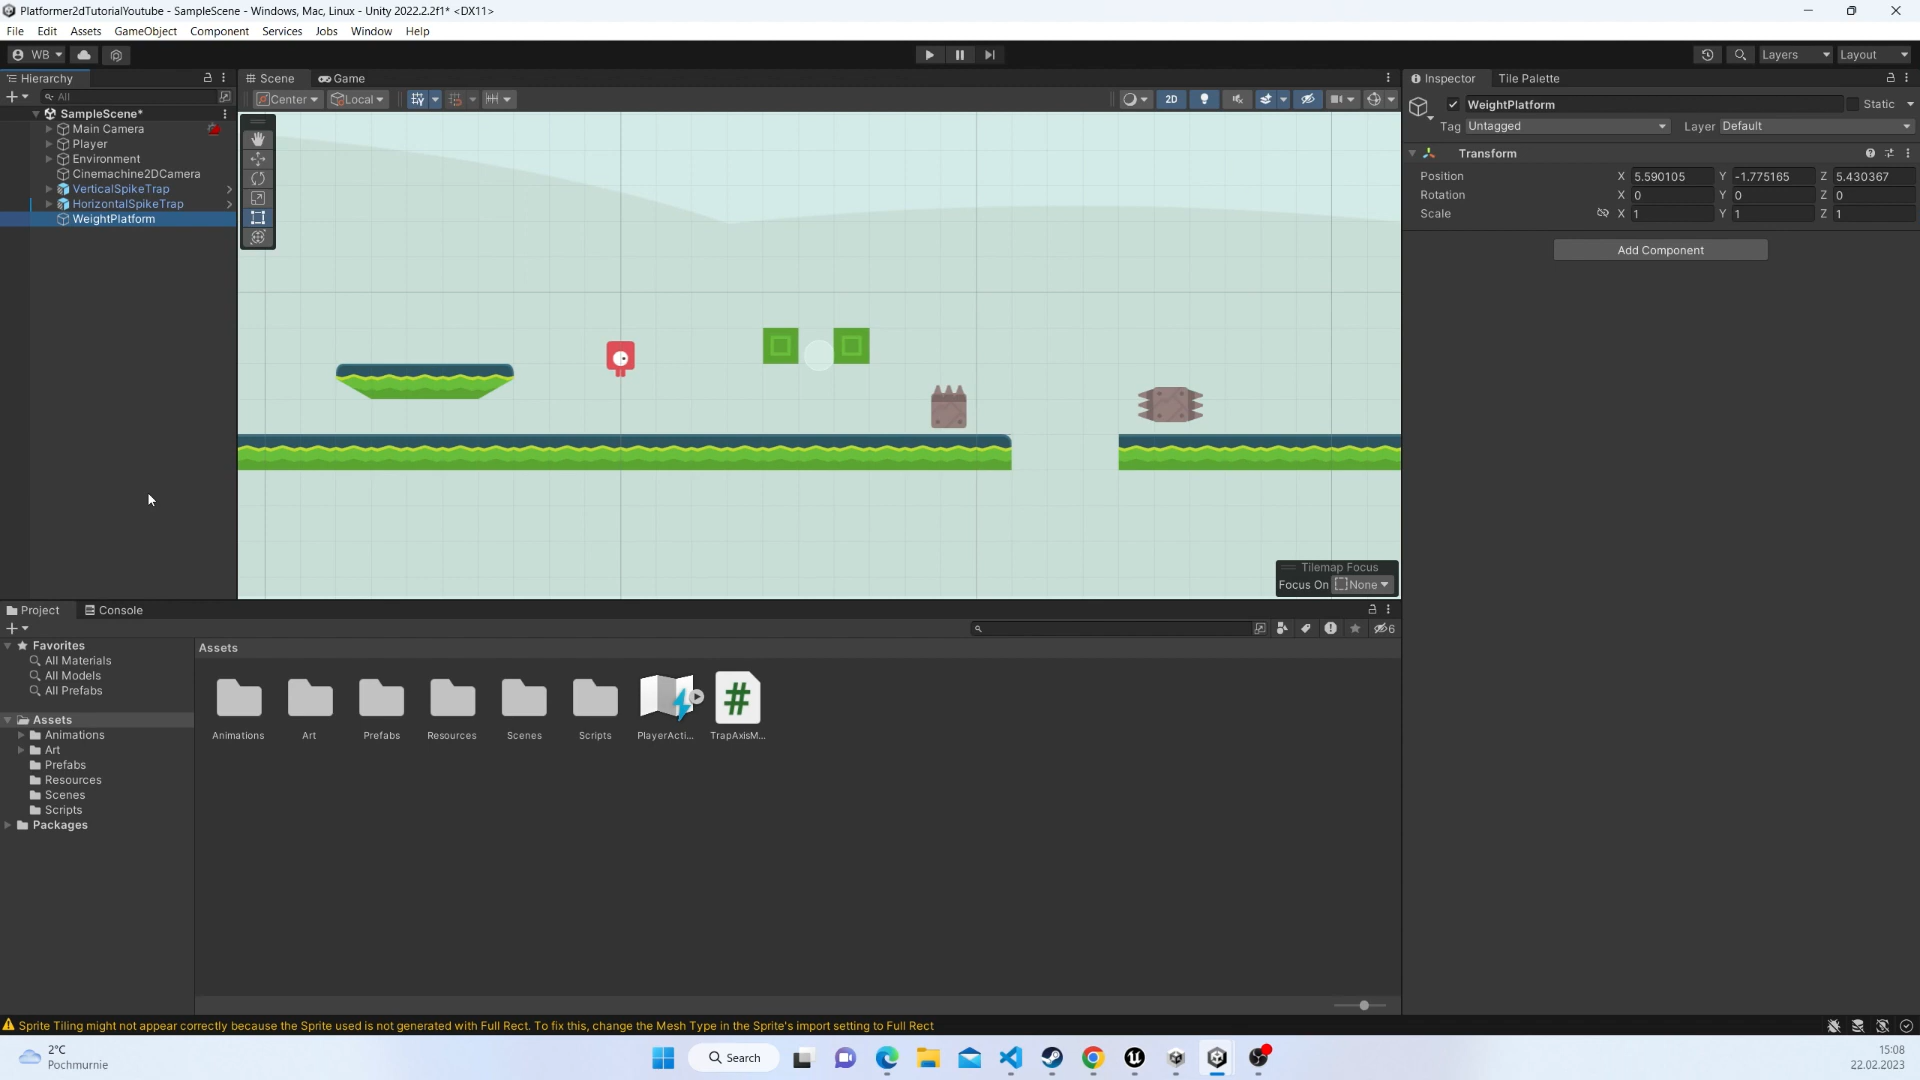 Platformer2dTutorialYoutube - SampleScene - Windows, Mac, Linux - Unity 2022.2.2f1* <DX11>
File Edit Assets GameObject Component Services Jobs Window Help
WB Layers Layout
Hierarchy Scene Game Inspector Tile Palette
All Center Local 2D WeightPlatform Static
SampleScene*
Tag Untagged Layer Default
Main Camera
Player
Environment
Cinemachine2DCamera
VerticalSpikeTrap
HorizontalSpikeTrap
WeightPlatform
Transform
Position X 5.590105 Y -1.775165 Z 5.430367
Rotation X 0 Y 0 Z 0
Scale X 1 Y 1 Z 1
Add Component
Tilemap Focus
Focus On None
Project Console
6
Favorites
All Materials
All Models
All Prefabs
Assets
Animations
Art
Prefabs
Resources
Scenes
Scripts
Packages
Assets
Animations Art Prefabs Resources Scenes Scripts PlayerActi... TrapAxisM...
Sprite Tiling might not appear correctly because the Sprite used is not generated with Full Rect. To fix this, change the Mesh Type in the Sprite's import setting to Full Rect
2°C
Pochmurnie
Search
15:08
22.02.2023